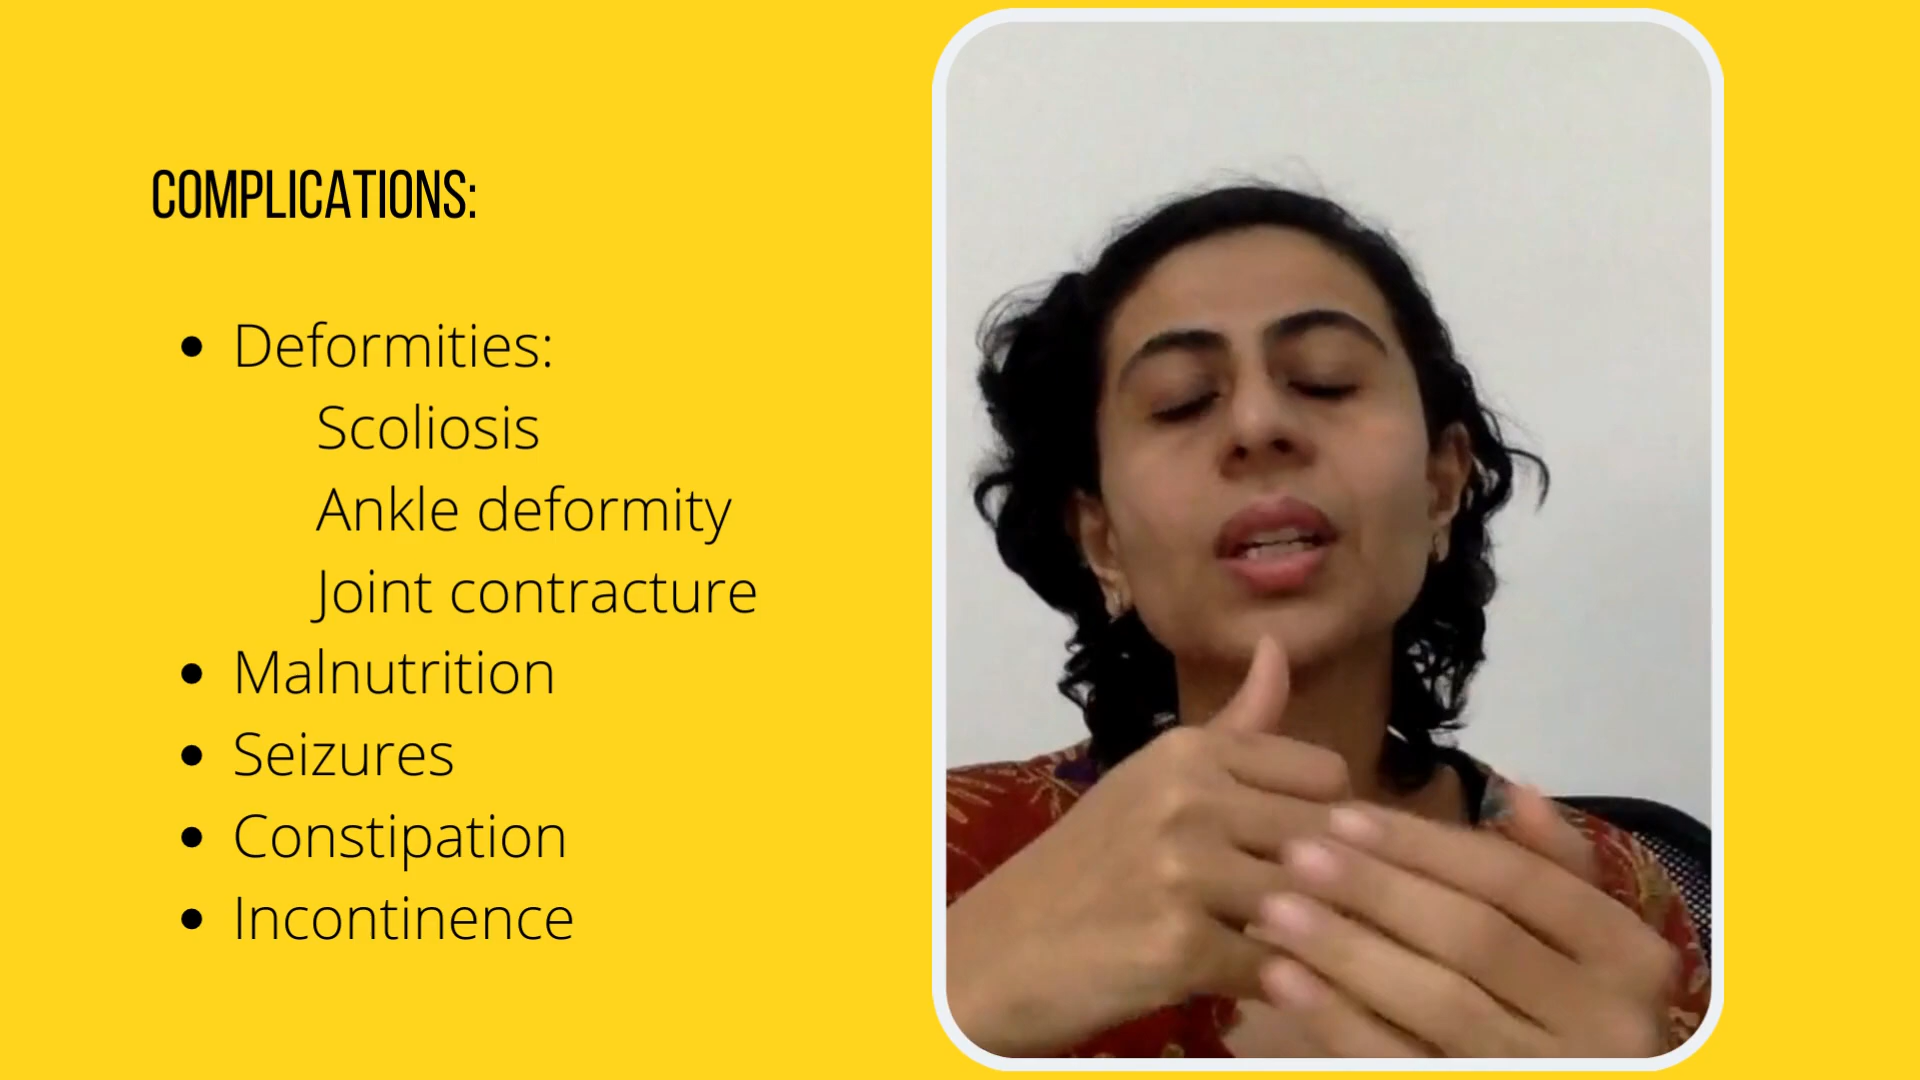 COMPLICATIONS:
• Deformities:
Scoliosis
Ankle deformity
Joint contracture
• Malnutrition
• Seizures
• Constipation
• Incontinence